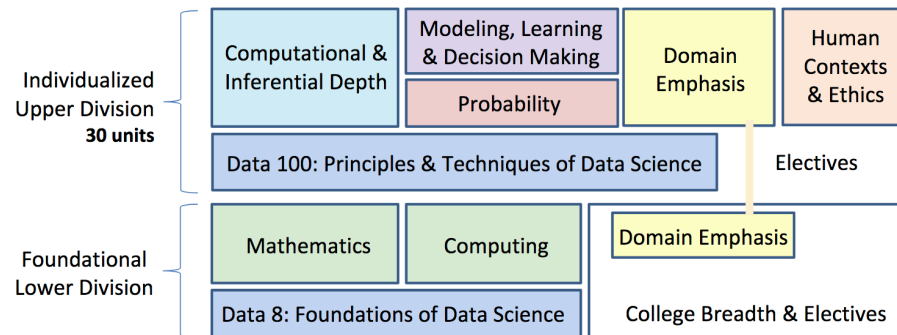 Individualized
Upper Division
30 units
Computational &
Inferential Depth
Modeling, Learning
& Decision Making
Probability
Domain
Emphasis
Human
Contexts
& Ethics
Data 100: Principles & Techniques of Data Science
Electives
Foundational
Lower Division
Mathematics
Computing
Domain Emphasis
Data 8: Foundations of Data Science
College Breadth & Electives